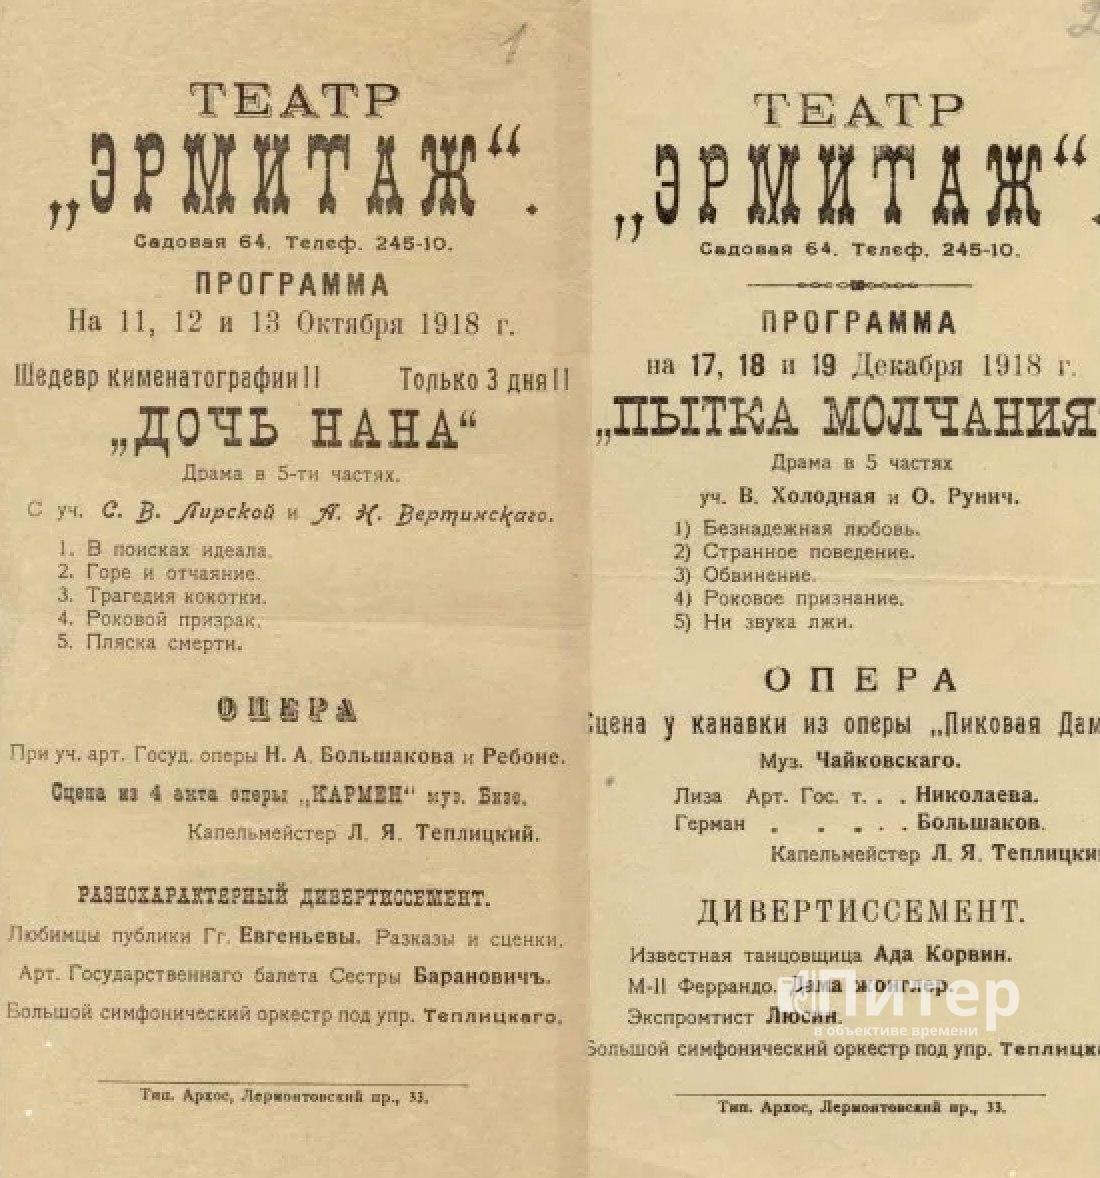 1
ТЕАТР
„ЭРМИТАЖ“.
Садовая 64. Телеф. 245-10.
ПРОГРАММА
На 11, 12 и 13 Октября 1918 г.
Шедевр кименатографии!! Только 3 дня!!
„ДОЧЬ НАНА“
Драма в 5-ти частях.
С уч. С. В. Лирской и А. Н. Вертинскаго.
1. В поисках идеала.
2. Горе и отчаяние.
3. Трагедия кокотки.
4. Роковой призрак.
5. Пляска смерти.
ОПЕРА
При уч. арт. Госуд. оперы Н. А. Большакова и Ребоне.
Сцена из 4 акта оперы „КАРМЕН“ муз. Бизе.
Капельмейстер Л. Я. Теплицкий.
РАЗНОХАРАКТЕРНЫЙ ДИВЕРТИССЕМЕНТ.
Любимцы публики Гг. Евгеньевы. Разказы и сценки.
Арт. Государственнаго балета Сестры Барановичъ.
Большой симфонический оркестр под упр. Теплицкаго.
Тип. Архос, Лермонтовский пр., 33.
2
ТЕАТР
„ЭРМИТАЖ“.
Садовая 64. Телеф. 245-10.
ПРОГРАММА
на 17, 18 и 19 Декабря 1918 г.
„ПЫТКА МОЛЧАНИЯ“
Драма в 5 частях
уч. В. Холодная и О. Рунич.
1) Безнадежная любовь.
2) Странное поведение.
3) Обвинение.
4) Роковое признание.
5) Ни звука лжи.
ОПЕРА
Сцена у канавки из оперы „Пиковая Дам
Муз. Чайковскаго.
Лиза Арт. Гос. т. . . Николаева.
Герман . . . . . Большаков.
Капельмейстер Л. Я. Теплицки
ДИВЕРТИССЕМЕНТ.
Известная танцовщица Ада Корвин.
М-ll Феррандо. Дама жонглер.
Экспромтист Люсин.
Большой симфонический оркестр под упр. Теплицк
Тип. Архос, Лермонтовский пр., 33.
Питер
в объективе времени